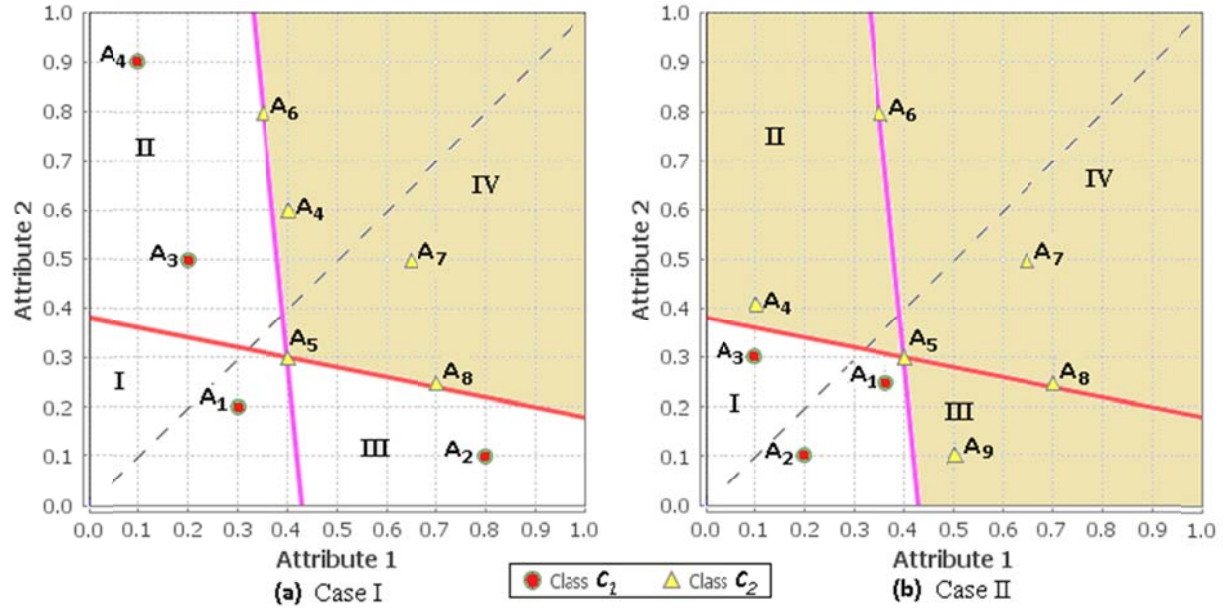 1.0
0.9
0.8
0.7
0.6
0.5
0.4
0.3
0.2
0.1
0.0
Attribute 2
A4
A6
II
IV
A4
A3
A7
A5
A8
I
A1
III
A2
0.0 0.1 0.2 0.3 0.4 0.5 0.6 0.7 0.8 0.9 1.0
Attribute 1
(a) Case I
1.0
0.9
0.8
0.7
0.6
0.5
0.4
0.3
0.2
0.1
0.0
Attribute 2
A6
II
IV
A7
A4
A3
A5
A1
A8
I
III
A2
A9
0.0 0.1 0.2 0.3 0.4 0.5 0.6 0.7 0.8 0.9 1.0
Attribute 1
(b) Case II
Class C1 Class C2